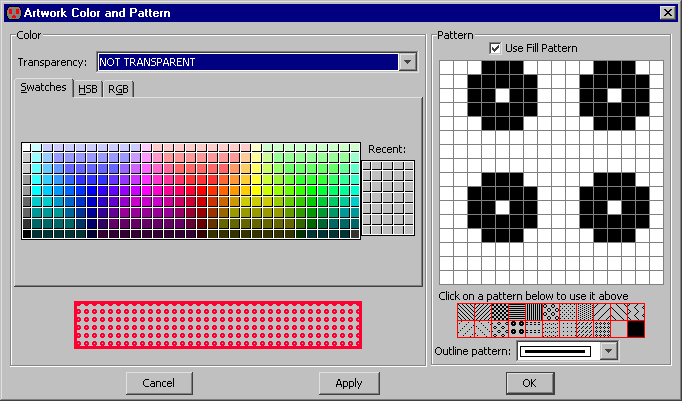 Artwork Color and Pattern
Color
Transparency: NOT TRANSPARENT
Swatches HSB RGB
Recent:
Pattern
Use Fill Pattern
Click on a pattern below to use it above
Outline pattern:
Cancel Apply OK